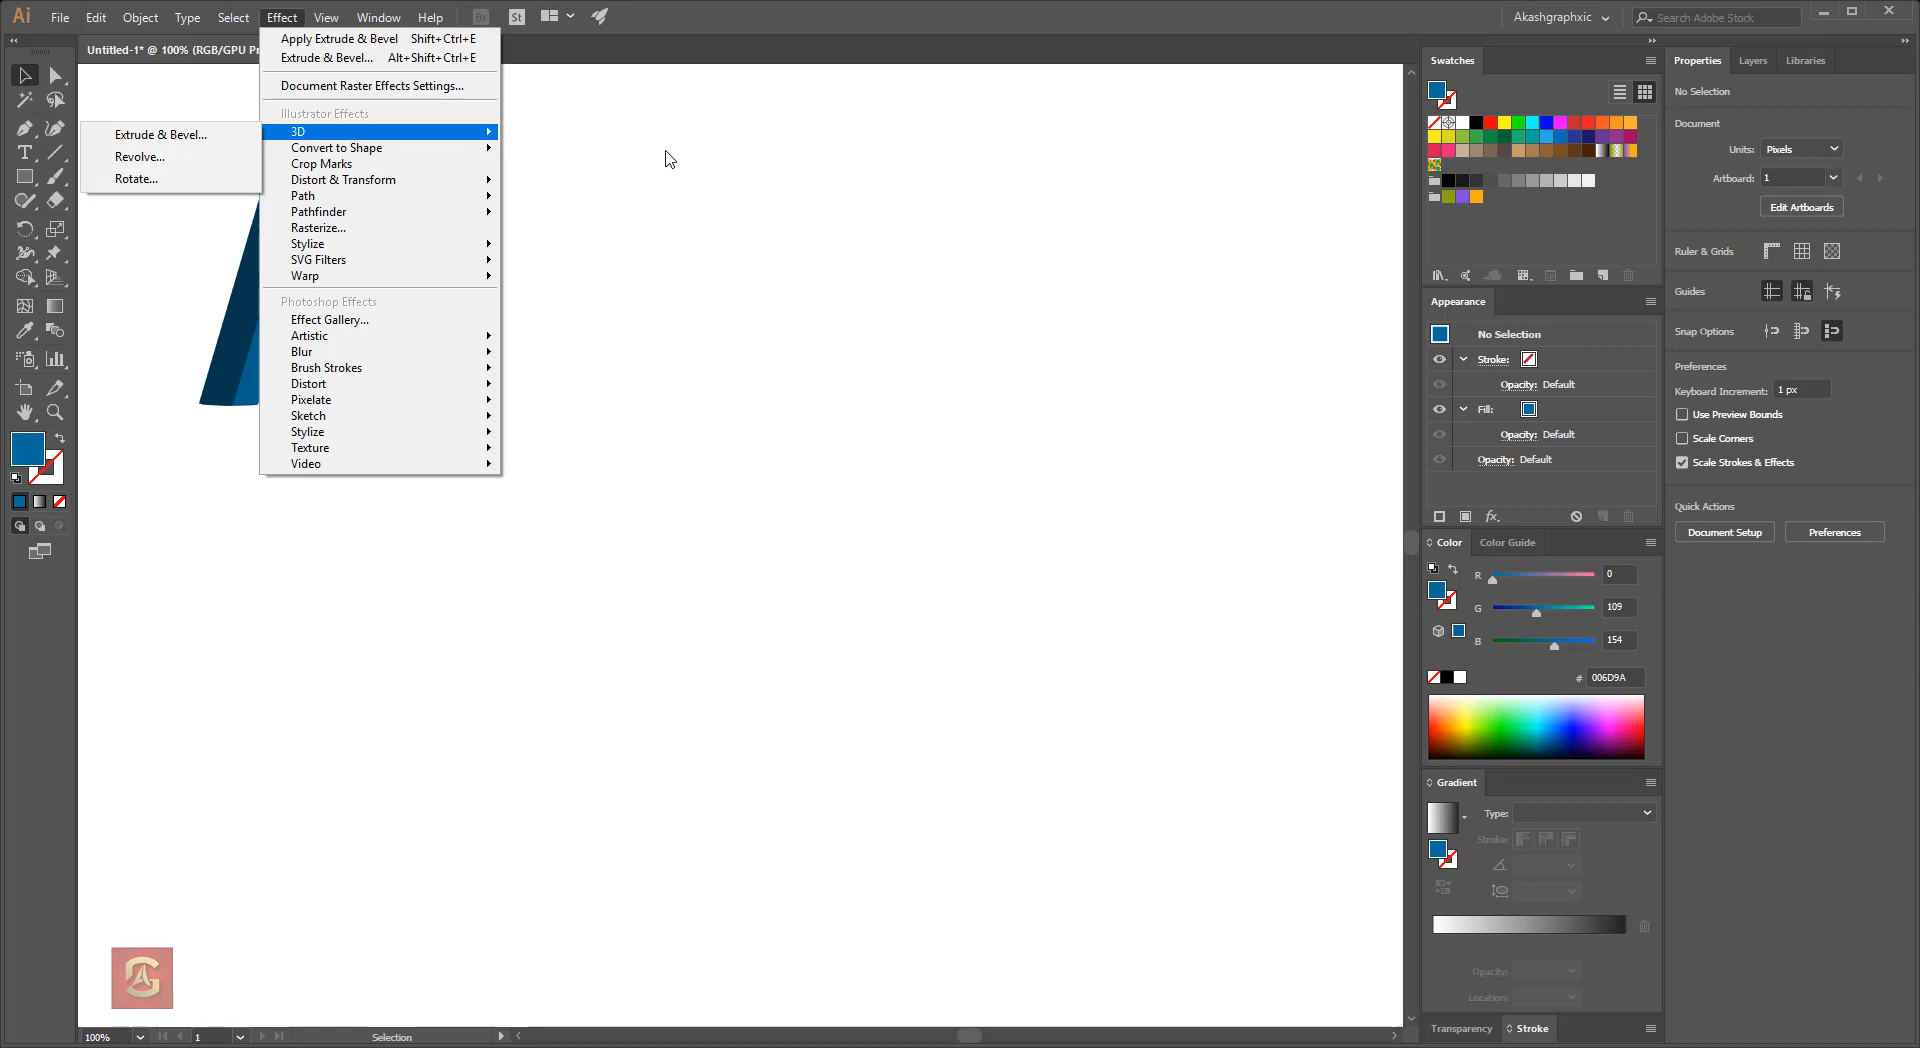 Ai File Edit Object Type Select Effect View Window Help Br St Akashgraphxic Search Adobe Stock
Untitled-1* @ 100% (RGB/GPU Pr
Apply Extrude & Bevel Shift+Ctrl+E
Extrude & Bevel... Alt+Shift+Ctrl+E
Document Raster Effects Settings...
Illustrator Effects
3D
Convert to Shape
Crop Marks
Distort & Transform
Path
Pathfinder
Rasterize...
Stylize
SVG Filters
Warp
Photoshop Effects
Effect Gallery...
Artistic
Blur
Brush Strokes
Distort
Pixelate
Sketch
Stylize
Texture
Video
Extrude & Bevel...
Revolve...
Rotate...
Swatches
Appearance
No Selection
Stroke:
Opacity: Default
Fill:
Opacity: Default
Opacity: Default
fx
Color Color Guide
R 0
G 109
B 154
# 006D9A
Gradient
Type:
Stroke:
Opacity:
Location:
Transparency Stroke
Properties Layers Libraries
No Selection
Document
Units: Pixels
Artboard: 1
Edit Artboards
Ruler & Grids
Guides
Snap Options
Preferences
Keyboard Increment: 1 px
Use Preview Bounds
Scale Corners
Scale Strokes & Effects
Quick Actions
Document Setup Preferences
G
100% 1 Selection